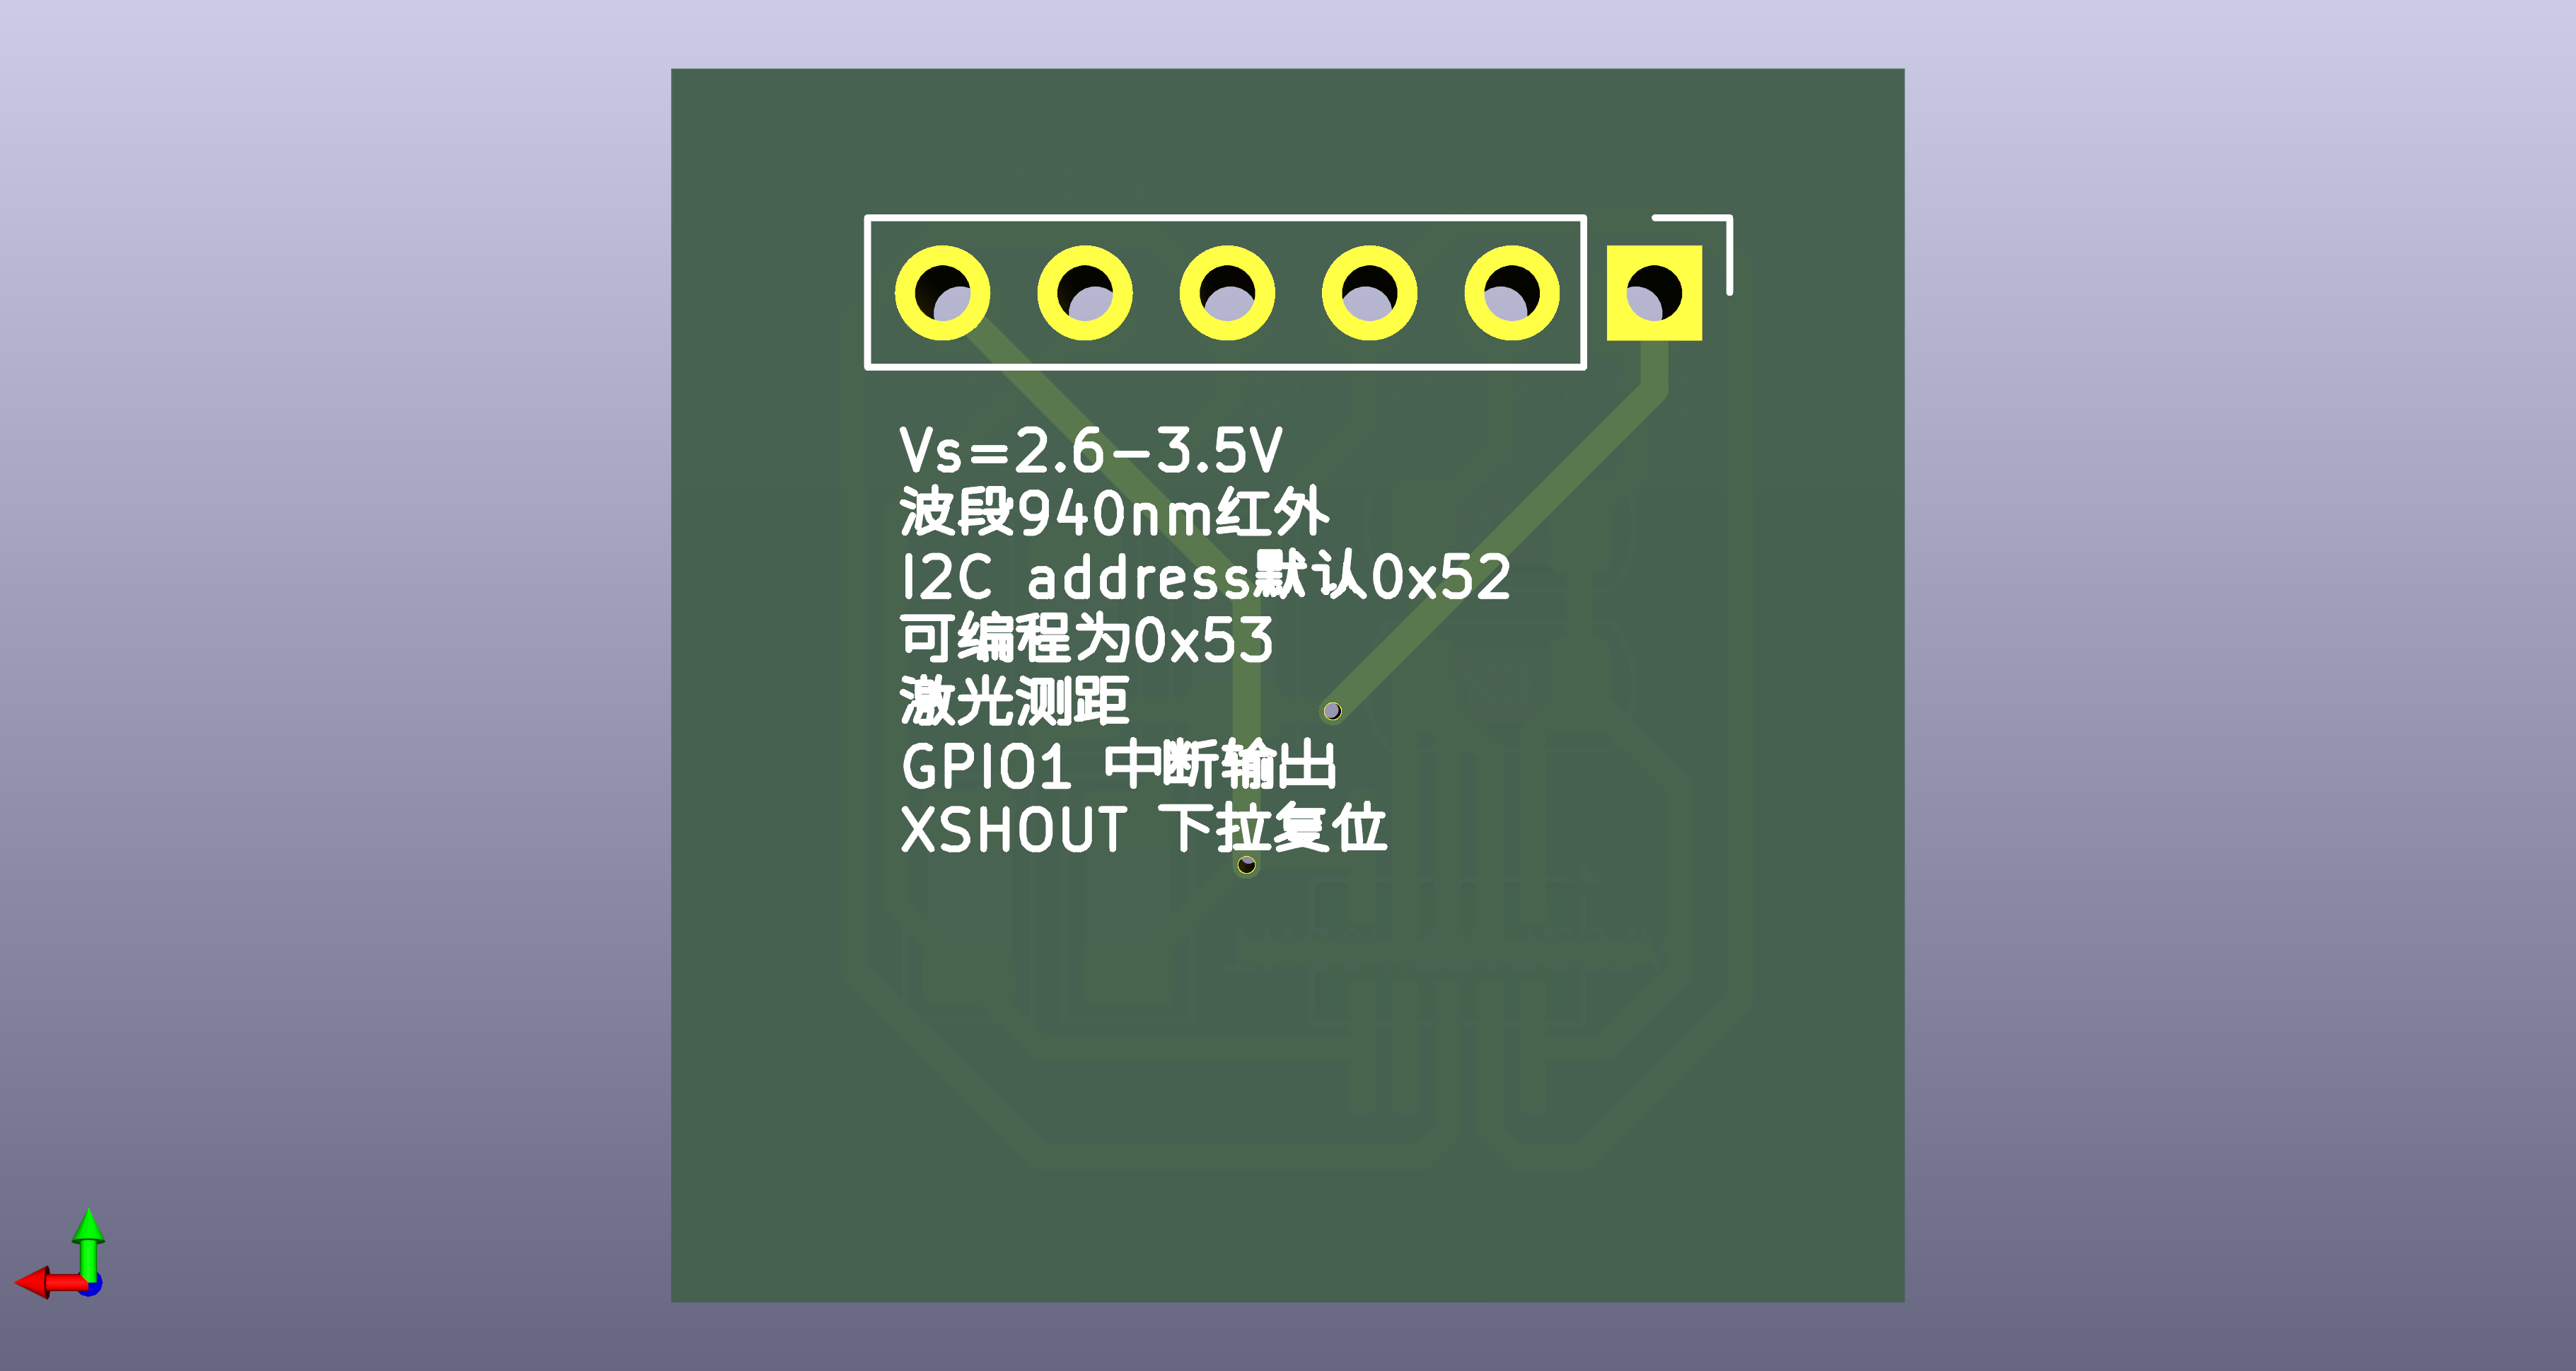 Vs=2.6-3.5V
波段940nm红外
I2C address默认0x52
可编程为0x53
激光测距
GPIO1 中断输出
XSHOUT 下拉复位